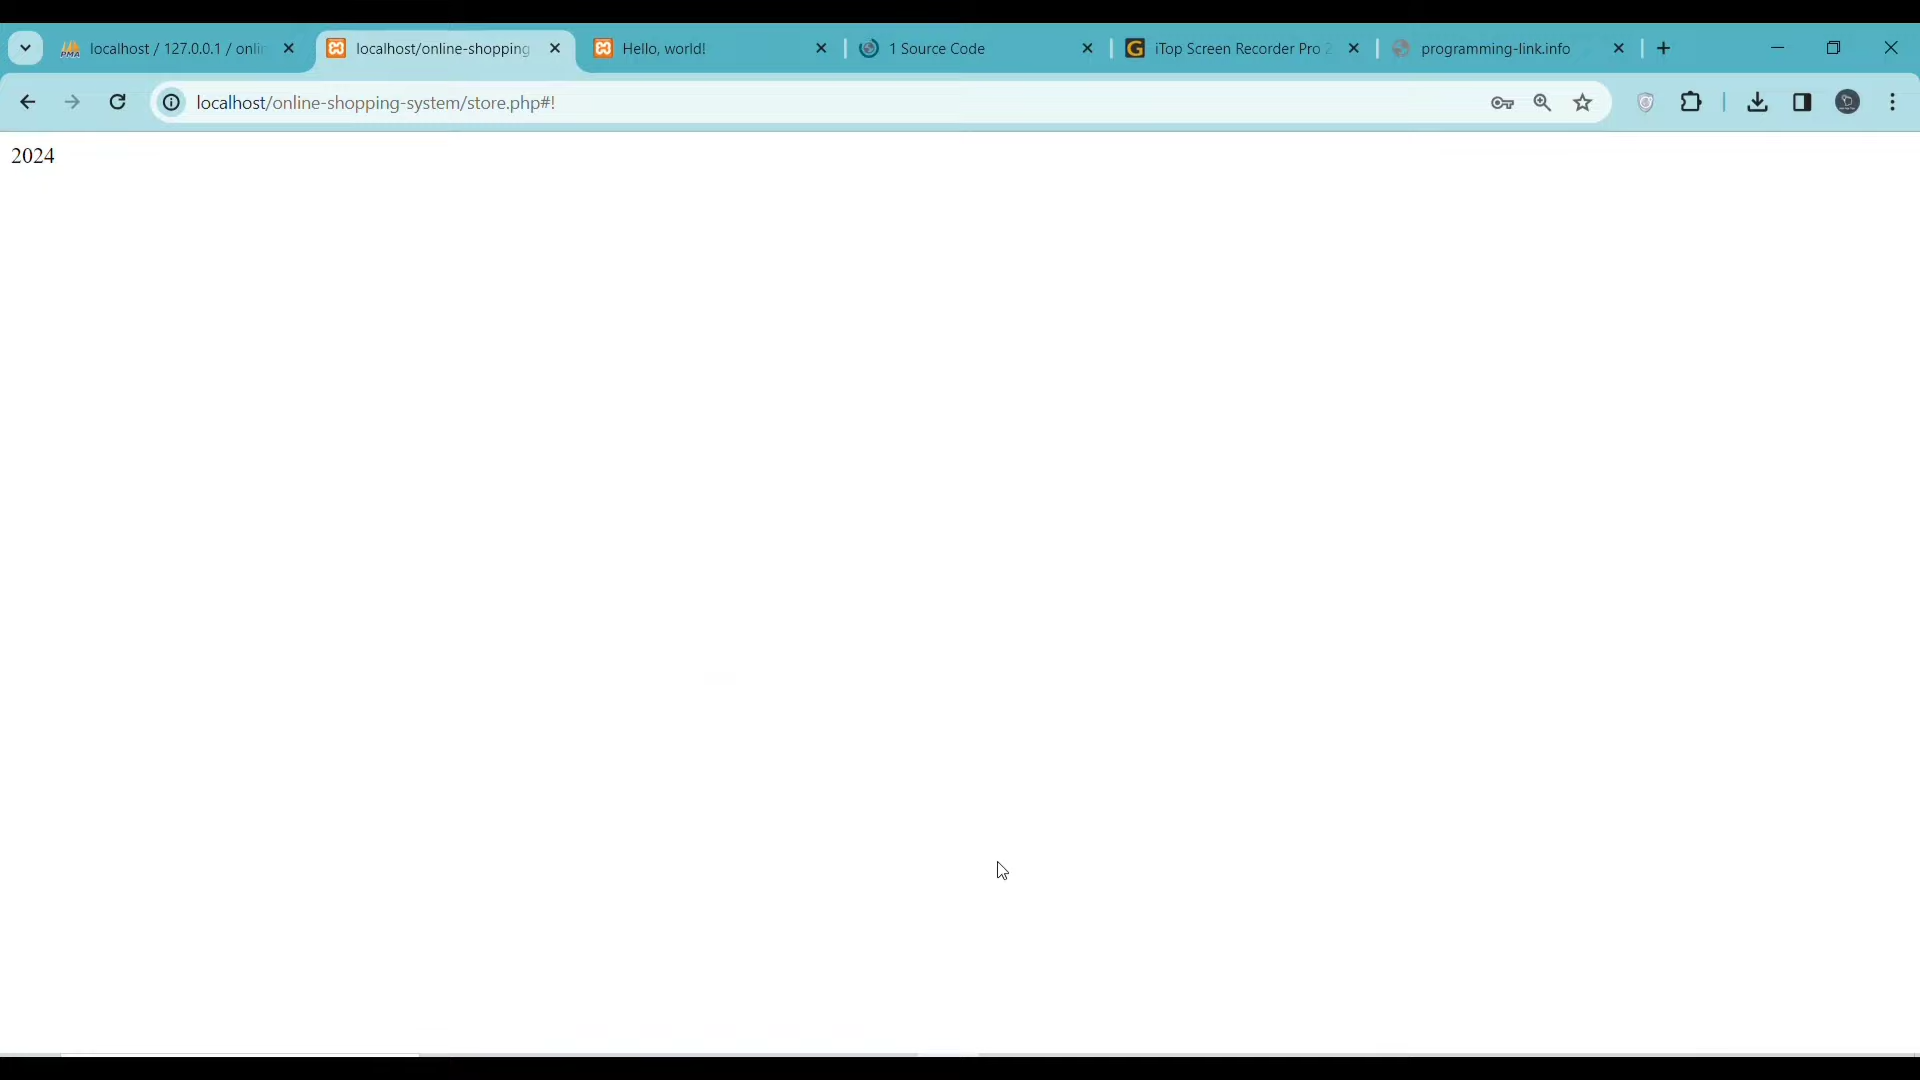 localhost / 127.0.0.1 / onli
localhost/online-shopping
Hello, world!
1 Source Code
iTop Screen Recorder Pro 2
programming-link.info
localhost/online-shopping-system/store.php#!
2024